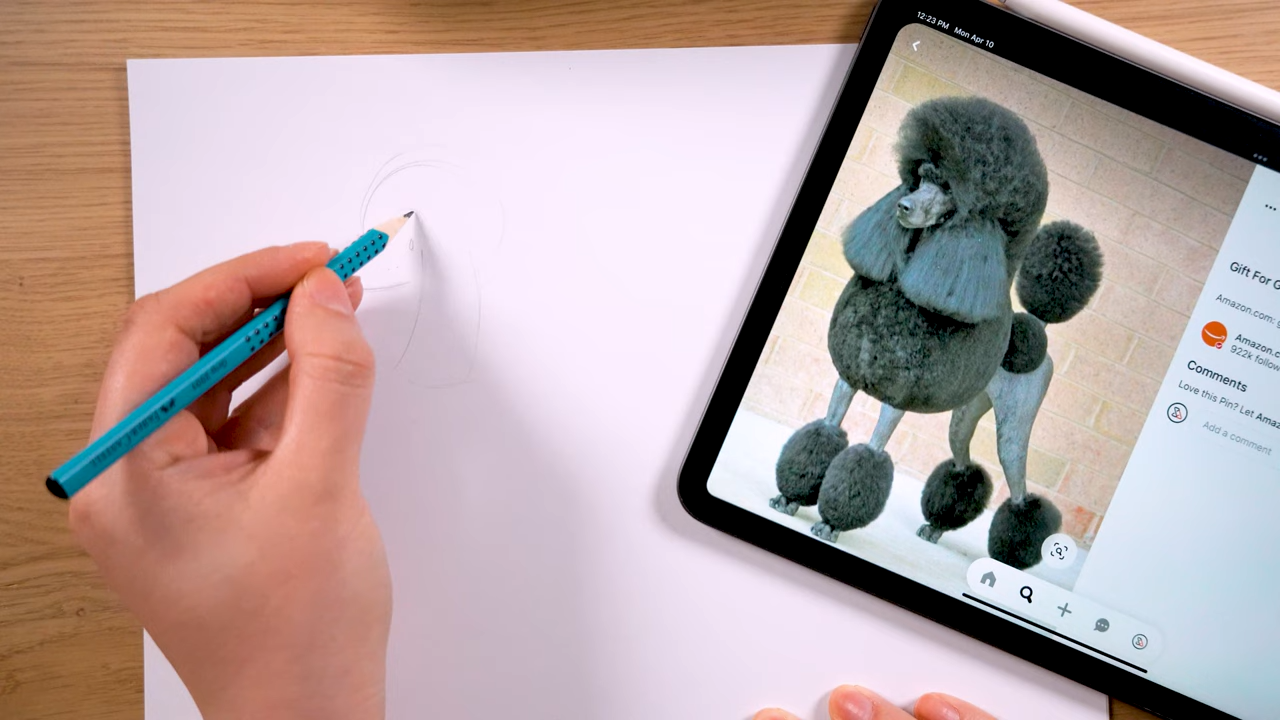 12:23 PM Mon Apr 10
Gift For G
Amazon.com:
Amazon.c
922k follow
Comments
Love this Pin? Let Amaz
Add a comment